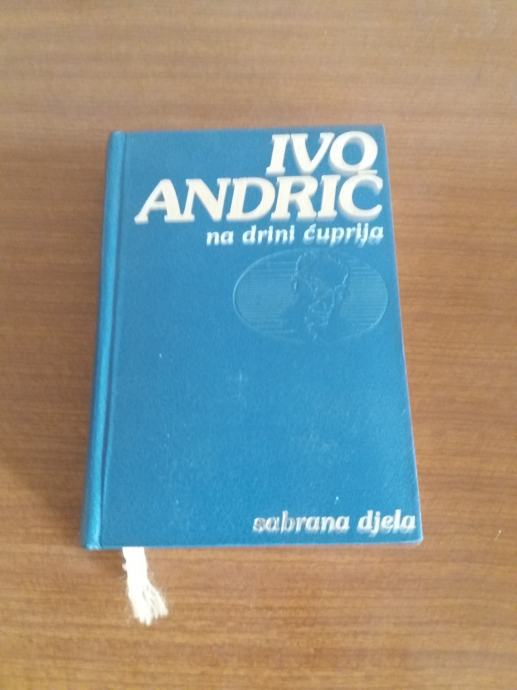 IVO
ANDRIĆ
na drini ćuprija
sabrana djela